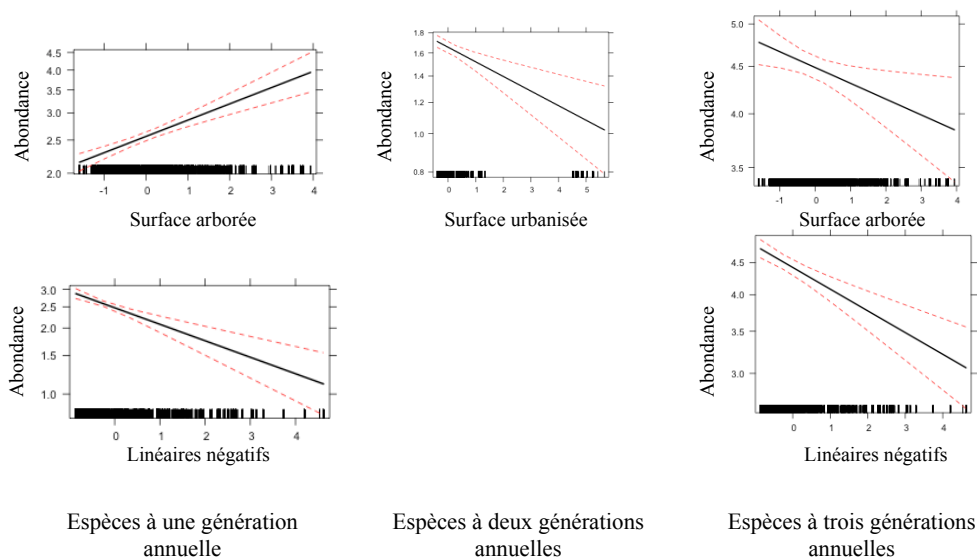 Abondance
4.5
4.0
3.5
3.0
2.5
2.0
-1 0 1 2 3 4
Surface arborée
Abondance
1.8
1.6
1.4
1.2
1.0
0.8
0 1 2 3 4 5
Surface urbanisée
Abondance
5.0
4.5
4.0
3.5
-1 0 1 2 3 4
Surface arborée
Abondance
3.0
2.5
2.0
1.5
1.0
0 1 2 3 4
Linéaires négatifs
Abondance
4.5
4.0
3.5
3.0
0 1 2 3 4
Linéaires négatifs
Espèces à une génération
annuelle
Espèces à deux générations
annuelles
Espèces à trois générations
annuelles